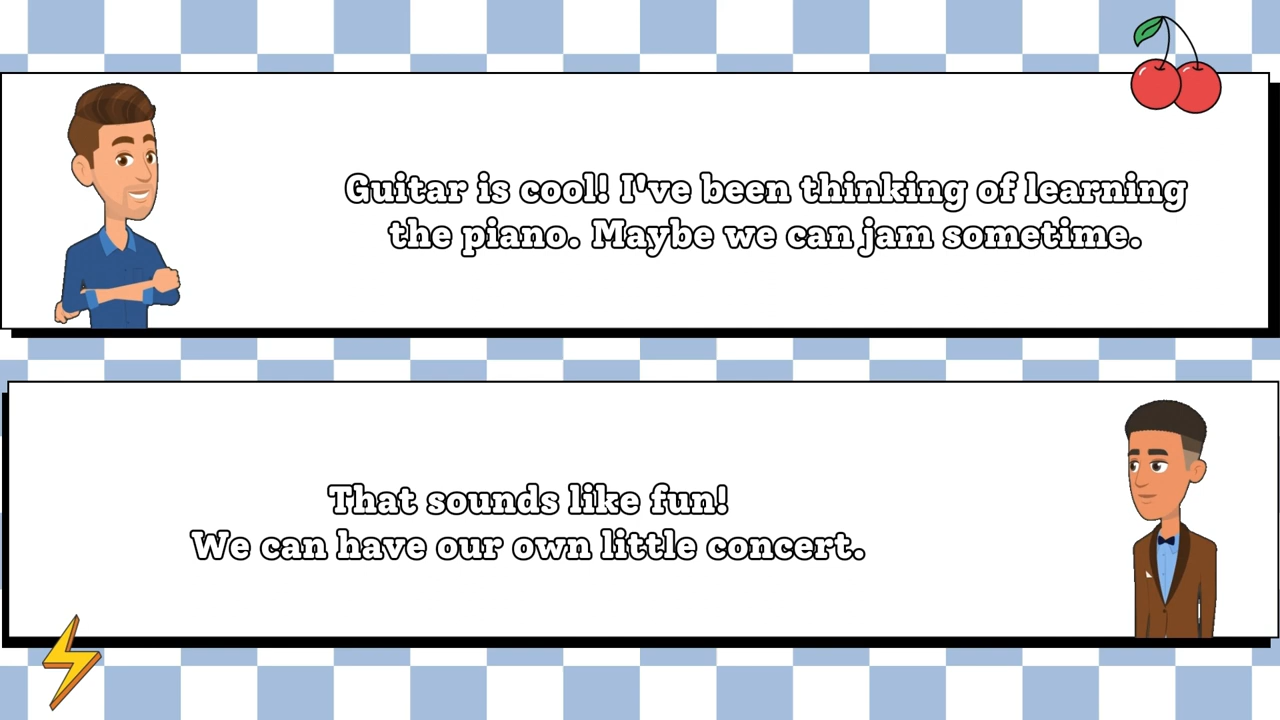 Guitar is cool! I've been thinking of learning
the piano. Maybe we can jam sometime.
That sounds like fun!
We can have our own little concert.